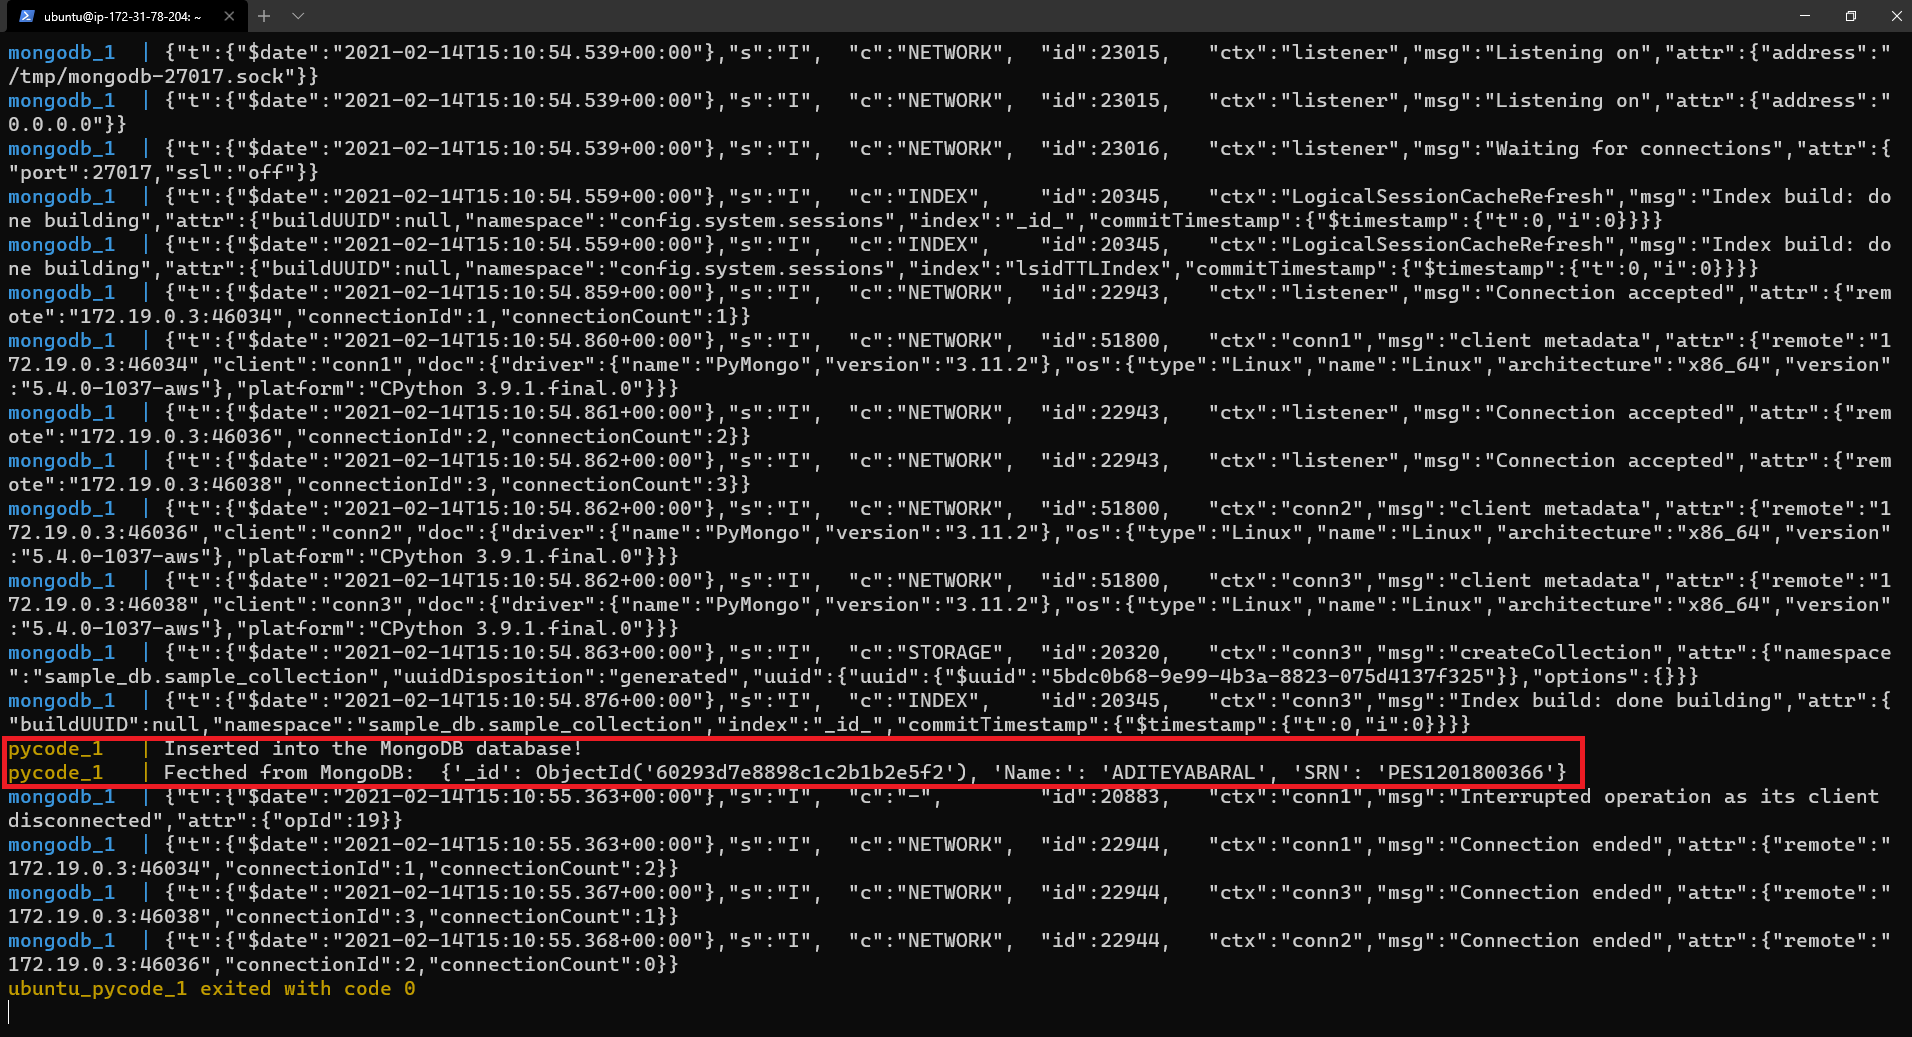 ubuntu@ip-172-31-78-204: ~
mongodb_1  | {"t":{"$date":"2021-02-14T15:10:54.539+00:00"},"s":"I",  "c":"NETWORK",  "id":23015,   "ctx":"listener","msg":"Listening on","attr":{"address":"
/tmp/mongodb-27017.sock"}}
mongodb_1  | {"t":{"$date":"2021-02-14T15:10:54.539+00:00"},"s":"I",  "c":"NETWORK",  "id":23015,   "ctx":"listener","msg":"Listening on","attr":{"address":"
0.0.0.0"}}
mongodb_1  | {"t":{"$date":"2021-02-14T15:10:54.539+00:00"},"s":"I",  "c":"NETWORK",  "id":23016,   "ctx":"listener","msg":"Waiting for connections","attr":{
"port":27017,"ssl":"off"}}
mongodb_1  | {"t":{"$date":"2021-02-14T15:10:54.559+00:00"},"s":"I",  "c":"INDEX",    "id":20345,   "ctx":"LogicalSessionCacheRefresh","msg":"Index build: do
ne building","attr":{"buildUUID":null,"namespace":"config.system.sessions","index":"_id_","commitTimestamp":{"$timestamp":{"t":0,"i":0}}}}
mongodb_1  | {"t":{"$date":"2021-02-14T15:10:54.559+00:00"},"s":"I",  "c":"INDEX",    "id":20345,   "ctx":"LogicalSessionCacheRefresh","msg":"Index build: do
ne building","attr":{"buildUUID":null,"namespace":"config.system.sessions","index":"lsidTTLIndex","commitTimestamp":{"$timestamp":{"t":0,"i":0}}}}
mongodb_1  | {"t":{"$date":"2021-02-14T15:10:54.859+00:00"},"s":"I",  "c":"NETWORK",  "id":22943,   "ctx":"listener","msg":"Connection accepted","attr":{"rem
ote":"172.19.0.3:46034","connectionId":1,"connectionCount":1}}
mongodb_1  | {"t":{"$date":"2021-02-14T15:10:54.860+00:00"},"s":"I",  "c":"NETWORK",  "id":51800,   "ctx":"conn1","msg":"client metadata","attr":{"remote":"1
72.19.0.3:46034","client":"conn1","doc":{"driver":{"name":"PyMongo","version":"3.11.2"},"os":{"type":"Linux","name":"Linux","architecture":"x86_64","version"
:"5.4.0-1037-aws"},"platform":"CPython 3.9.1.final.0"}}}
mongodb_1  | {"t":{"$date":"2021-02-14T15:10:54.861+00:00"},"s":"I",  "c":"NETWORK",  "id":22943,   "ctx":"listener","msg":"Connection accepted","attr":{"rem
ote":"172.19.0.3:46036","connectionId":2,"connectionCount":2}}
mongodb_1  | {"t":{"$date":"2021-02-14T15:10:54.862+00:00"},"s":"I",  "c":"NETWORK",  "id":22943,   "ctx":"listener","msg":"Connection accepted","attr":{"rem
ote":"172.19.0.3:46038","connectionId":3,"connectionCount":3}}
mongodb_1  | {"t":{"$date":"2021-02-14T15:10:54.862+00:00"},"s":"I",  "c":"NETWORK",  "id":51800,   "ctx":"conn2","msg":"client metadata","attr":{"remote":"1
72.19.0.3:46036","client":"conn2","doc":{"driver":{"name":"PyMongo","version":"3.11.2"},"os":{"type":"Linux","name":"Linux","architecture":"x86_64","version"
:"5.4.0-1037-aws"},"platform":"CPython 3.9.1.final.0"}}}
mongodb_1  | {"t":{"$date":"2021-02-14T15:10:54.862+00:00"},"s":"I",  "c":"NETWORK",  "id":51800,   "ctx":"conn3","msg":"client metadata","attr":{"remote":"1
72.19.0.3:46038","client":"conn3","doc":{"driver":{"name":"PyMongo","version":"3.11.2"},"os":{"type":"Linux","name":"Linux","architecture":"x86_64","version"
:"5.4.0-1037-aws"},"platform":"CPython 3.9.1.final.0"}}}
mongodb_1  | {"t":{"$date":"2021-02-14T15:10:54.863+00:00"},"s":"I",  "c":"STORAGE",  "id":20320,   "ctx":"conn3","msg":"createCollection","attr":{"namespace
":"sample_db.sample_collection","uuidDisposition":"generated","uuid":{"uuid":{"$uuid":"5bdc0b68-9e99-4b3a-8823-075d4137f325"}},"options":{}}}
mongodb_1  | {"t":{"$date":"2021-02-14T15:10:54.876+00:00"},"s":"I",  "c":"INDEX",    "id":20345,   "ctx":"conn3","msg":"Index build: done building","attr":{
"buildUUID":null,"namespace":"sample_db.sample_collection","index":"_id_","commitTimestamp":{"$timestamp":{"t":0,"i":0}}}}
pycode_1   | Inserted into the MongoDB database!
pycode_1   | Fecthed from MongoDB:  {'_id': ObjectId('60293d7e8898c1c2b1b2e5f2'), 'Name:': 'ADITEYABARAL', 'SRN': 'PES1201800366'}
mongodb_1  | {"t":{"$date":"2021-02-14T15:10:55.363+00:00"},"s":"I",  "c":"-",        "id":20883,   "ctx":"conn1","msg":"Interrupted operation as its client
disconnected","attr":{"opId":19}}
mongodb_1  | {"t":{"$date":"2021-02-14T15:10:55.363+00:00"},"s":"I",  "c":"NETWORK",  "id":22944,   "ctx":"conn1","msg":"Connection ended","attr":{"remote":"
172.19.0.3:46034","connectionId":1,"connectionCount":2}}
mongodb_1  | {"t":{"$date":"2021-02-14T15:10:55.367+00:00"},"s":"I",  "c":"NETWORK",  "id":22944,   "ctx":"conn3","msg":"Connection ended","attr":{"remote":"
172.19.0.3:46038","connectionId":3,"connectionCount":1}}
mongodb_1  | {"t":{"$date":"2021-02-14T15:10:55.368+00:00"},"s":"I",  "c":"NETWORK",  "id":22944,   "ctx":"conn2","msg":"Connection ended","attr":{"remote":"
172.19.0.3:46036","connectionId":2,"connectionCount":0}}
ubuntu_pycode_1 exited with code 0